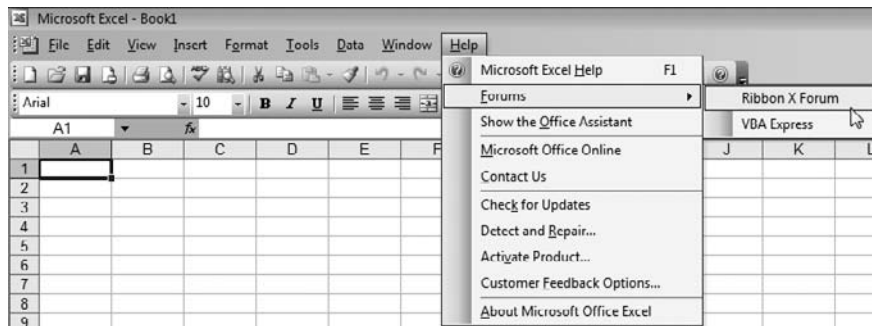 Microsoft Excel - Book1
File Edit View Insert Format Tools Data Window Help
Microsoft Excel Help F1
Arial 10 B I U
Forums
Ribbon X Forum
A1 fx
Show the Office Assistant
VBA Express
A B C D E F J K L
Microsoft Office Online
1
Contact Us
2
3
Check for Updates
4
Detect and Repair...
5
Activate Product...
6
7
Customer Feedback Options...
8
About Microsoft Office Excel
9